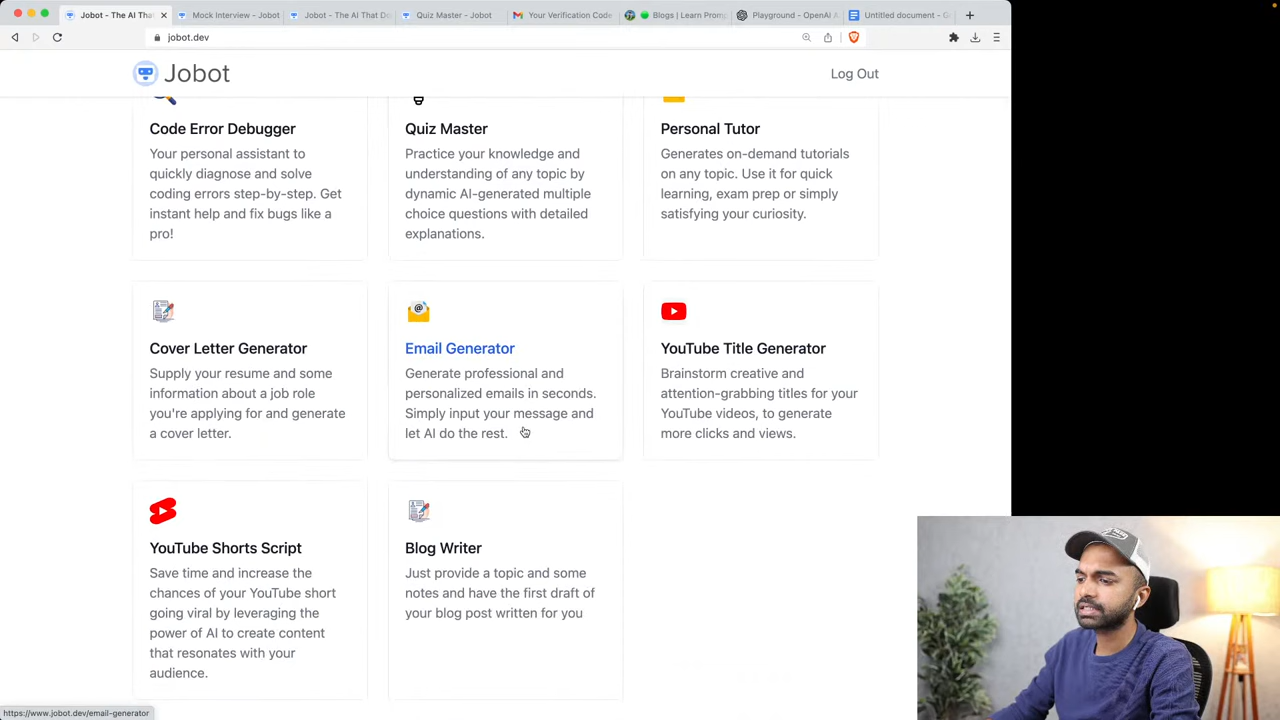 Jobot - The AI That
Mock Interview - Jobot
Jobot - The AI That D
Quiz Master - Jobot
Your Verification Code
Blogs | Learn Promp
Playground - OpenAI A
Untitled document - G
jobot.dev
Jobot
Log Out
Code Error Debugger
Your personal assistant to
quickly diagnose and solve
coding errors step-by-step. Get
instant help and fix bugs like a
pro!
Quiz Master
Practice your knowledge and
understanding of any topic by
dynamic AI-generated multiple
choice questions with detailed
explanations.
Personal Tutor
Generates on-demand tutorials
on any topic. Use it for quick
learning, exam prep or simply
satisfying your curiosity.
Cover Letter Generator
Supply your resume and some
information about a job role
you're applying for and generate
a cover letter.
Email Generator
Generate professional and
personalized emails in seconds.
Simply input your message and
let AI do the rest.
YouTube Title Generator
Brainstorm creative and
attention-grabbing titles for your
YouTube videos, to generate
more clicks and views.
YouTube Shorts Script
Save time and increase the
chances of your YouTube short
going viral by leveraging the
power of AI to create content
that resonates with your
audience.
Blog Writer
Just provide a topic and some
notes and have the first draft of
your blog post written for you
https://www.jobot.dev/email-generator